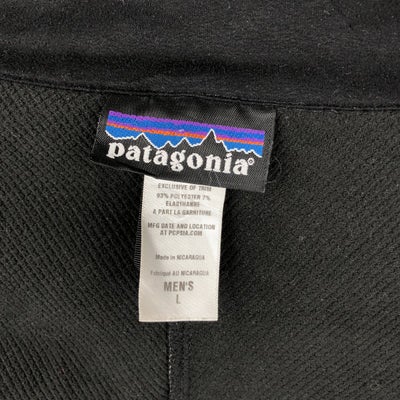 patagonia®
EXCLUSIVE OF TRIM
93% POLYESTER 7%
ELASTHANNE
A PART LA GARNITURE
MFG DATE AND LOCATION
AT PCPSIA.COM
Made in NICARAGUA
Fabriqué AU NICARAGUA
MEN'S
L